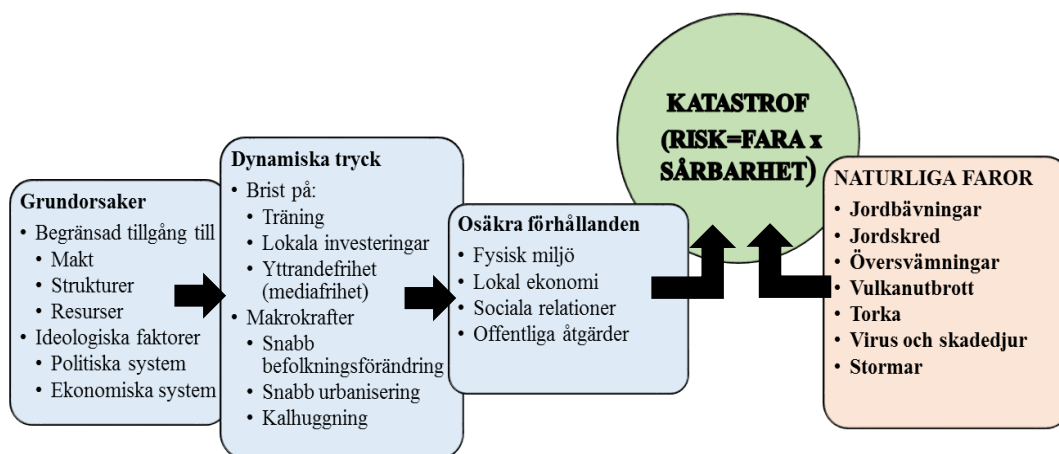 Grundorsaker
• Begränsad tillgång till
• Makt
• Strukturer
• Resurser
• Ideologiska faktorer
• Politiska system
• Ekonomiska system
Dynamiska tryck
• Brist på:
• Träning
• Lokala investeringar
• Yttrandefrihet
(mediafrihet)
• Makrokrafter
• Snabb
befolkningsförändring
• Snabb urbanisering
• Kalhuggning
Osäkra förhållanden
• Fysisk miljö
• Lokal ekonomi
• Sociala relationer
• Offentliga åtgärder
KATASTROF
(RISK=FARA x
SÅRBARHET)
NATURLIGA FAROR
• Jordbävningar
• Jordskred
• Översvämningar
• Vulkanutbrott
• Torka
• Virus och skadedjur
• Stormar